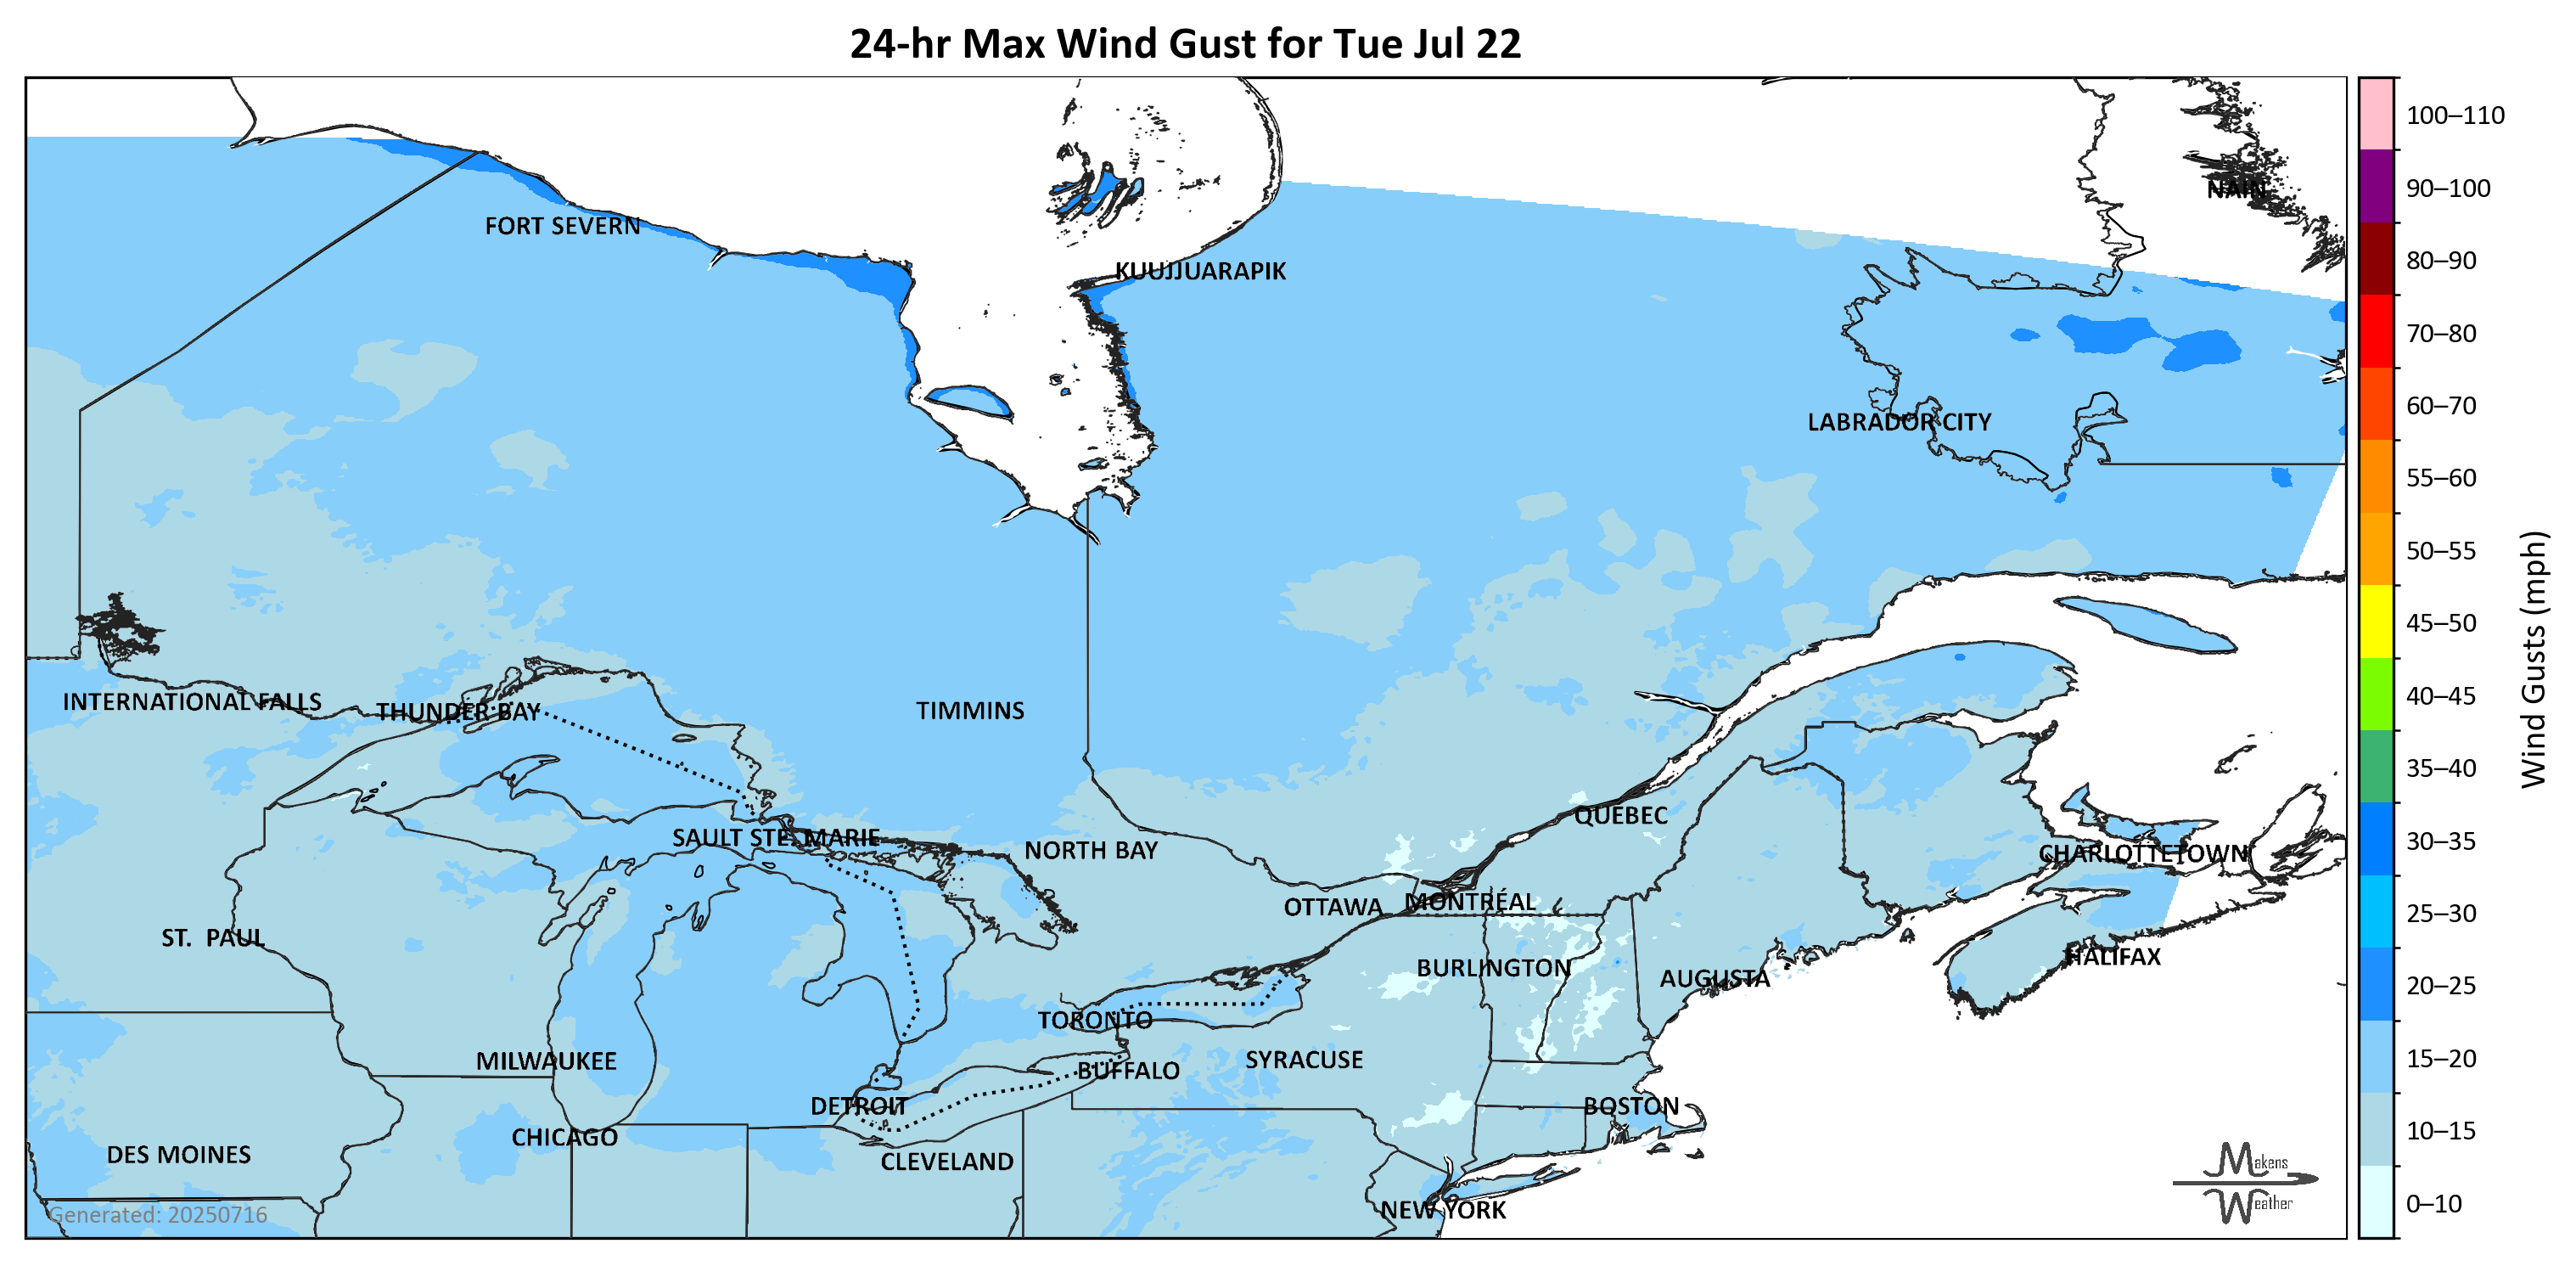 24-hr Max Wind Gust for Tue Jul 22
100–110
90–100
80–90
70–80
60–70
55–60
50–55
45–50
40–45
35–40
30–35
25–30
20–25
15–20
10–15
0–10
Wind Gusts (mph)
NAIN
FORT SEVERN
KUUJJUARAPIK
LABRADOR CITY
INTERNATIONAL FALLS
THUNDER BAY
TIMMINS
QUÉBEC
SAULT STE. MARIE
NORTH BAY
CHARLOTTETOWN
OTTAWA
MONTRÉAL
ST. PAUL
HALIFAX
BURLINGTON
AUGUSTA
TORONTO
MILWAUKEE
SYRACUSE
BUFFALO
DETROIT
BOSTON
CHICAGO
DES MOINES
CLEVELAND
NEW YORK
Generated: 20250716
Makens
Weather